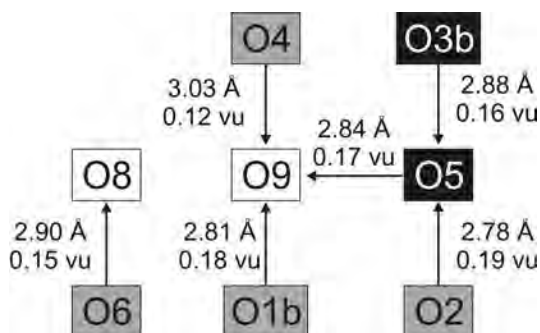 O4
O3b
3.03 Å
0.12 vu
2.88 Å
0.16 vu
2.84 Å
0.17 vu
O8
O9
O5
2.90 Å
0.15 vu
2.81 Å
0.18 vu
2.78 Å
0.19 vu
O6
O1b
O2